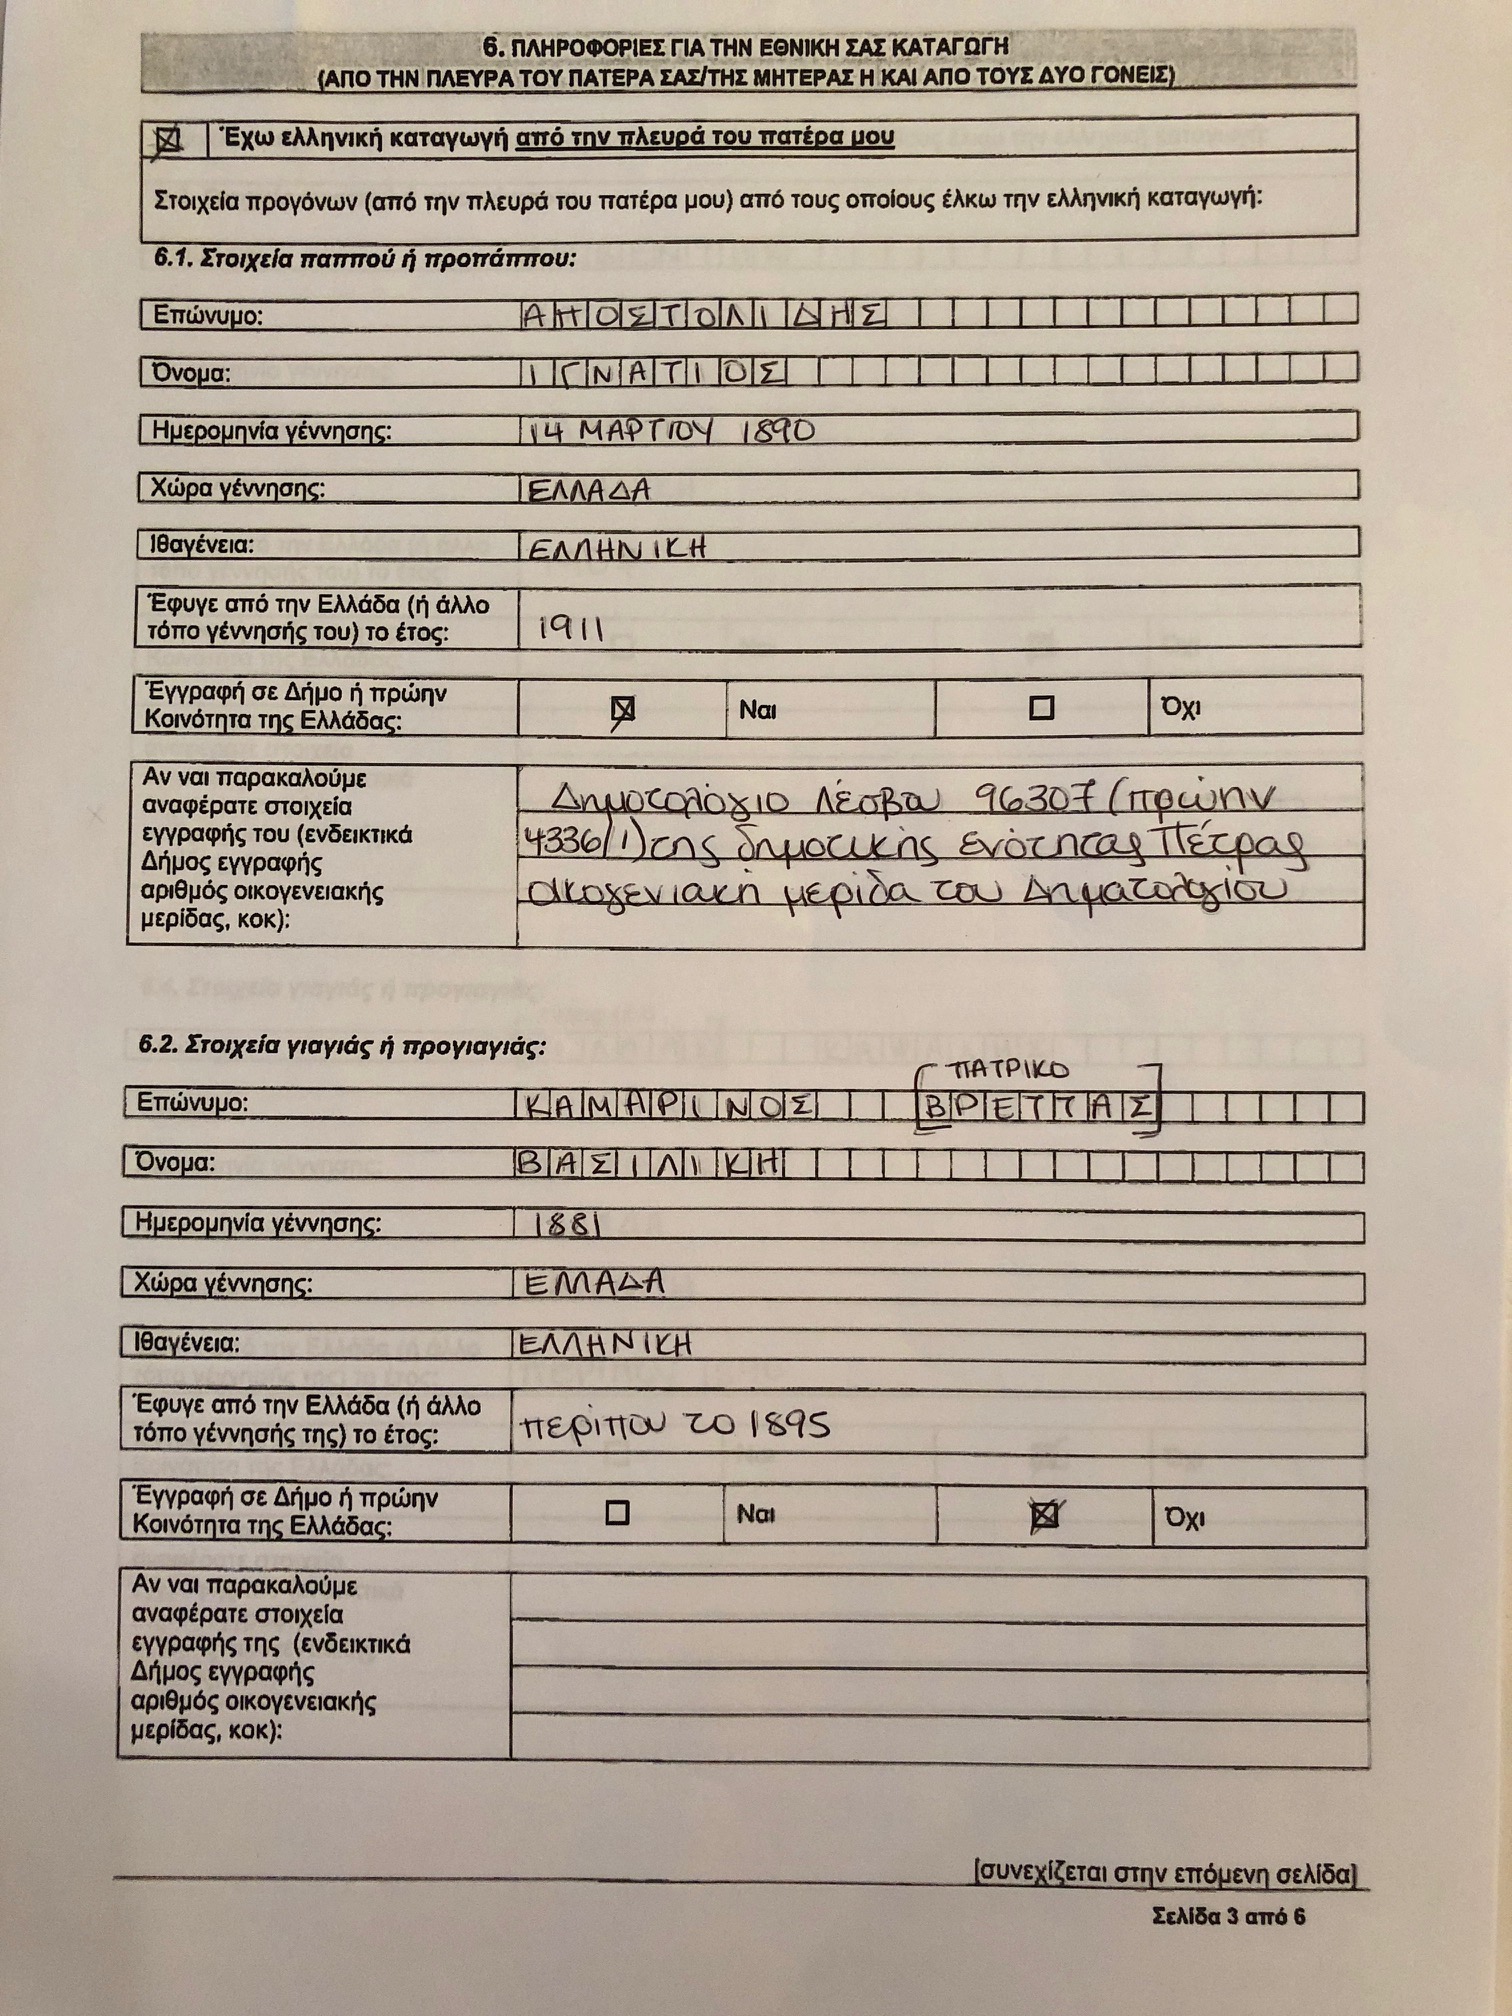 6. ΠΛΗΡΟΦΟΡΙΕΣ ΓΙΑ ΤΗΝ ΕΘΝΙΚΗ ΣΑΣ ΚΑΤΑΓΩΓΗ
(ΑΠΟ ΤΗΝ ΠΛΕΥΡΑ ΤΟΥ ΠΑΤΕΡΑ ΣΑΣ/ΤΗΣ ΜΗΤΕΡΑΣ Η ΚΑΙ ΑΠΟ ΤΟΥΣ ΔΥΟ ΓΟΝΕΙΣ)
Έχω ελληνική καταγωγή από την πλευρά του πατέρα μου
Στοιχεία προγόνων (από την πλευρά του πατέρα μου) από τους οποίους έλκω την ελληνική καταγωγή:
6.1. Στοιχεία παππού ή προπάππου:
Επώνυμο: ΑΠΟΣΤΟΛΙΔΗΣ
Όνομα: ΙΓΝΑΤΙΟΣ
Ημερομηνία γέννησης: 14 ΜΑΡΤΙΟΥ 1890
Χώρα γέννησης: ΕΛΛΑΔΑ
Ιθαγένεια: ΕΛΛΗΝΙΚΗ
Έφυγε από την Ελλάδα (ή άλλο
τόπο γέννησής του) το έτος: 1911
Έγγραφή σε Δήμο ή πρώην
Κοινότητα της Ελλάδας: Ναι Όχι
Αν ναι παρακαλούμε
αναφέρατε στοιχεία
εγγραφής του (ενδεικτικά
Δήμος εγγραφής
αριθμός οικογενειακής
μερίδας, κοκ):
Δημοτολόγιο Λέσβου 96307 (πρώην
4336/1) της δημοτικής ενότητας Πέτρας
οικογενιακή μερίδα του Δηματολογίου
6.2. Στοιχεία γιαγιάς ή προγιαγιάς:
ΠΑΤΡΙΚΟ
Επώνυμο: ΚΑΜΑΡΙΝΟΣ [ΒΡΕΤΤΑΣ]
Όνομα: ΒΑΣΙΛΙΚΗ
Ημερομηνία γέννησης: 1881
Χώρα γέννησης: ΕΛΛΑΔΑ
Ιθαγένεια: ΕΛΛΗΝΙΚΗ
Έφυγε από την Ελλάδα (ή άλλο
τόπο γέννησής της) το έτος: περίπου το 1895
Έγγραφή σε Δήμο ή πρώην
Κοινότητα της Ελλάδας: Ναι Όχι
Αν ναι παρακαλούμε
αναφέρατε στοιχεία
εγγραφής της (ενδεικτικά
Δήμος εγγραφής
αριθμός οικογενειακής
μερίδας, κοκ):
[συνεχίζεται στην επόμενη σελίδα]
Σελίδα 3 από 6